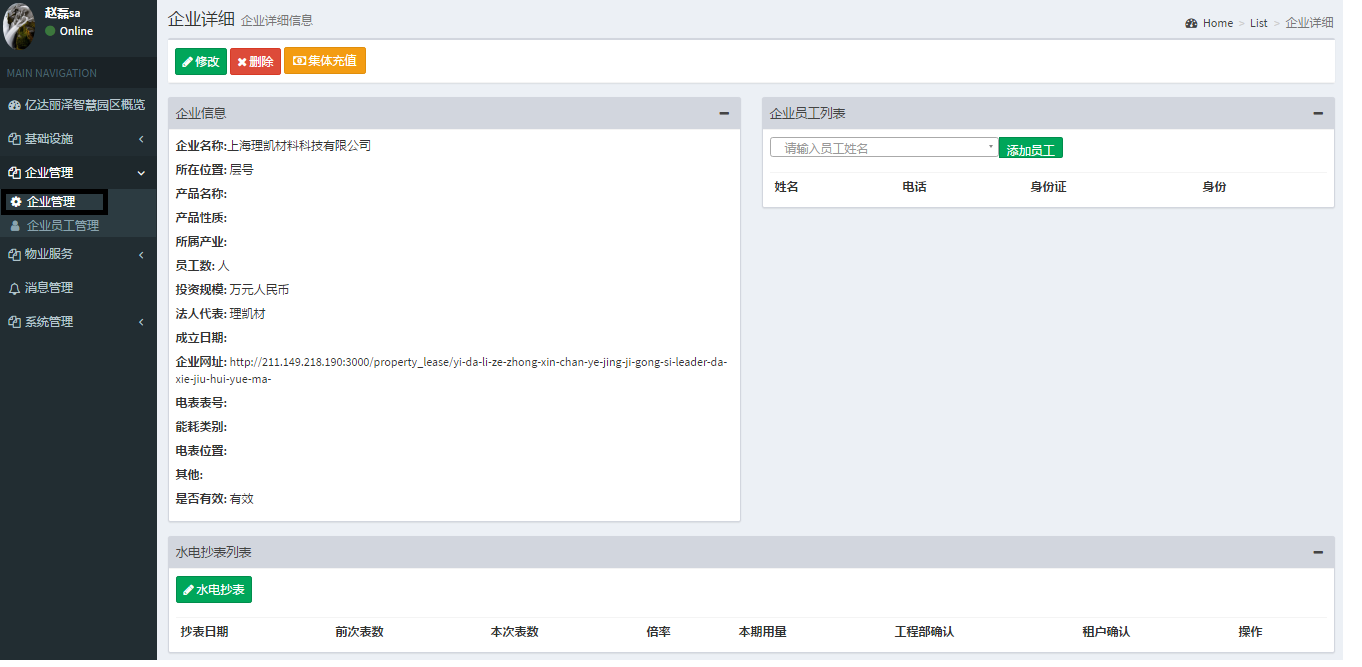 赵磊sa
Online
MAIN NAVIGATION
亿达丽泽智慧园区概览
基础设施
企业管理
企业管理
企业员工管理
物业服务
消息管理
系统管理
企业详细 企业详细信息
Home > List > 企业详细
修改 删除 集体充值
企业信息
企业名称:上海理凯材料科技有限公司
所在位置: 层号
产品名称:
产品性质:
所属产业:
员工数: 人
投资规模: 万元人民币
法人代表: 理凯材
成立日期:
企业网址: http://211.149.218.190:3000/property_lease/yi-da-li-ze-zhong-xin-chan-ye-jing-ji-gong-si-leader-da-
xie-jiu-hui-yue-ma-
电表表号:
能耗类别:
电表位置:
其他:
是否有效: 有效
企业员工列表
请输入员工姓名 添加员工
姓名 电话 身份证 身份
水电抄表列表
水电抄表
抄表日期 前次表数 本次表数 倍率 本期用量 工程部确认 租户确认 操作